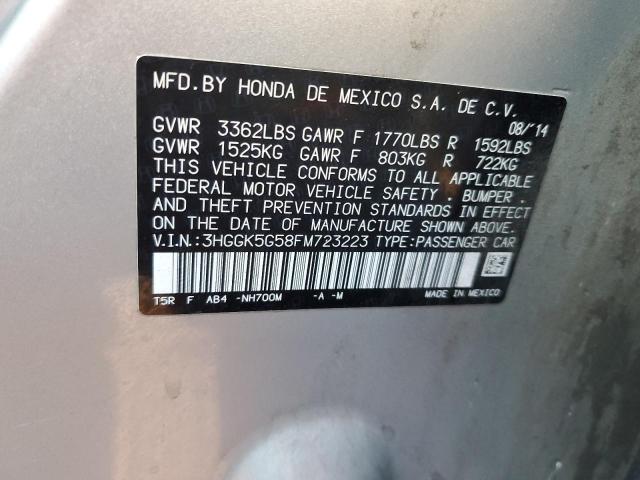 MFD.BY HONDA DE MEXICO S.A. DE C.V.
08/'14
GVWR 3362LBS GAWR F 1770LBS R 1592LBS
GVWR 1525KG GAWR F 803KG R 722KG
THIS VEHICLE CONFORMS TO ALL APPLICABLE
FEDERAL MOTOR VEHICLE SAFETY , BUMPER ,
AND THEFT PREVENTION STANDARDS IN EFFECT
ON THE DATE OF MANUFACTURE SHOWN ABOVE.
V.I.N.:3HGGK5G58FM723223 TYPE:PASSENGER CAR
T5R F AB4 -NH700M -A -M MADE IN MEXICO